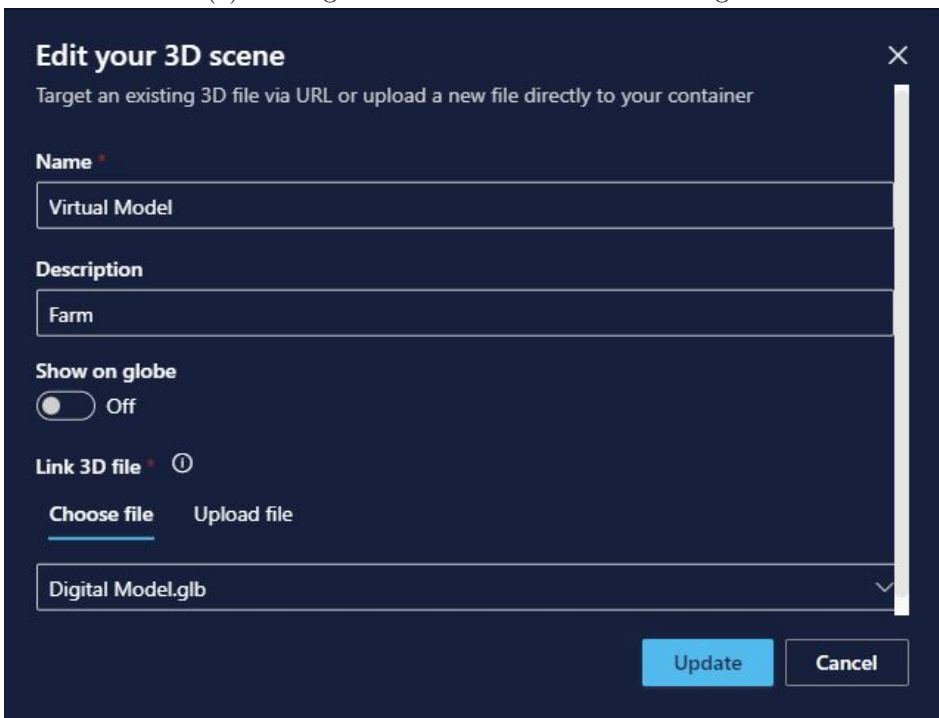 Edit your 3D scene
Target an existing 3D file via URL or upload a new file directly to your container
Name *
Virtual Model
Description
Farm
Show on globe
Off
Link 3D file *
Choose file Upload file
Digital Model.glb
Update Cancel